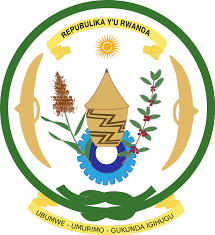 REPUBULIKA Y'U RWANDA
UBUMWE - UMURIMO - GUKUNDA IGIHUGU